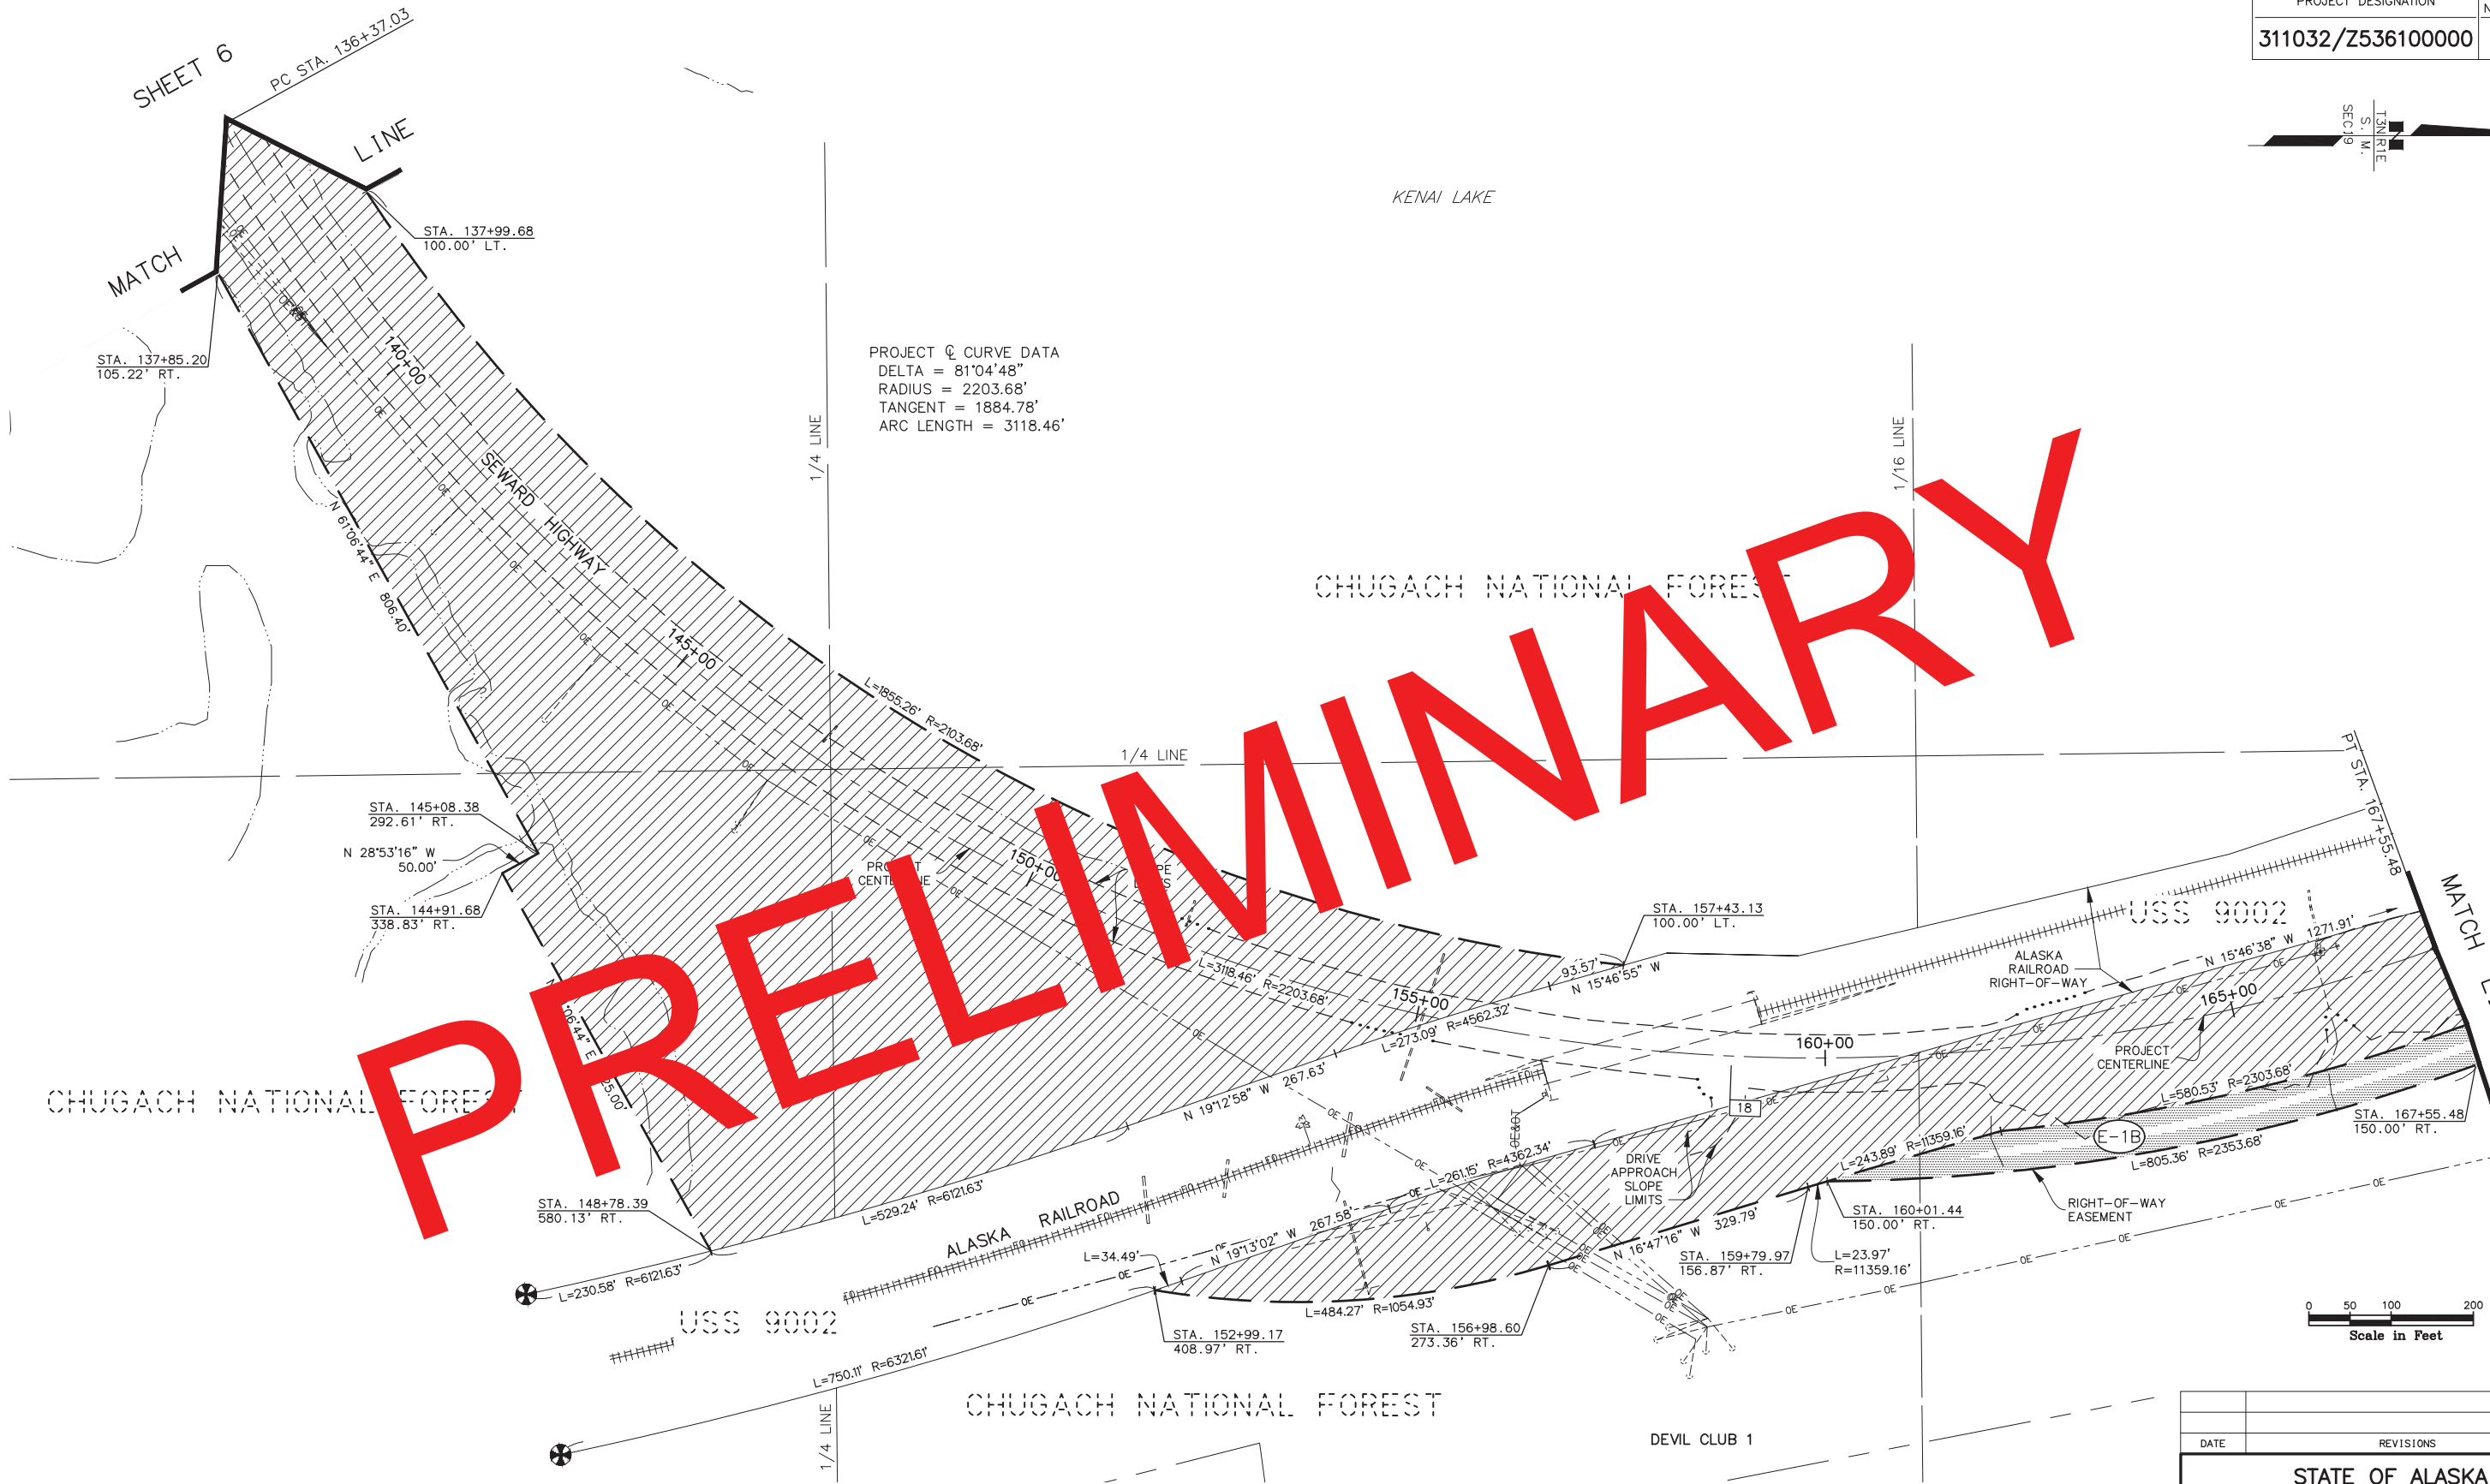 PROJECT DESIGNATION
311032/Z536100000
T3N R1E
S. M.
SEC 19
N
SHEET 6
PC STA. 136+37.03
LINE
MATCH
STA. 137+99.68
100.00' LT.
STA. 137+85.20
105.22' RT.
KENAI LAKE
PROJECT ℄ CURVE DATA
DELTA = 81°04'48"
RADIUS = 2203.68'
TANGENT = 1884.78'
ARC LENGTH = 3118.46'
1/4 LINE
1/16 LINE
140+00
SEWARD HIGHWAY
N 61°06'44" E 806.40'
145+00
L=1855.26' R=2103.68'
1/4 LINE
CHUGACH NATIONAL FOREST
PRELIMINARY
PT STA. 167+55.48
MATCH
STA. 145+08.38
292.61' RT.
N 28°53'16" W
50.00'
STA. 144+91.68
338.83' RT.
PROJECT
CENTERLINE
150+00
L=3118.46' R=2203.68'
155+00
STA. 157+43.13
100.00' LT.
93.57'
N 15°46'55" W
L=273.09' R=4562.32'
N 19°12'58" W 267.63'
160+00
ALASKA
RAILROAD
RIGHT-OF-WAY
USS 9002
N 15°46'38" W 1271.91'
165+00
PROJECT
CENTERLINE
L=580.53' R=2303.68'
STA. 167+55.48
150.00' RT.
E-1B
L=805.36' R=2353.68'
L=243.89' R=11359.16'
18
DRIVE
APPROACH
SLOPE
LIMITS
OE&OT
L=261.15' R=4362.34'
N 16°47'16" W 329.79'
STA. 160+01.44
150.00' RT.
RIGHT-OF-WAY
EASEMENT
STA. 159+79.97
156.87' RT.
L=23.97'
R=11359.16'
CHUGACH NATIONAL FOREST
STA. 148+78.39
580.13' RT.
L=529.24' R=6121.63'
ALASKA RAILROAD
L=34.49'
N 19°13'02" W 267.58'
L=230.58' R=6121.63'
USS 9002
L=484.27' R=1054.93'
STA. 152+99.17
408.97' RT.
STA. 156+98.60
273.36' RT.
L=750.11' R=6321.61'
CHUGACH NATIONAL FOREST
1/4 LINE
DEVIL CLUB 1
0 50 100 200
Scale in Feet
DATE REVISIONS
STATE OF ALASKA